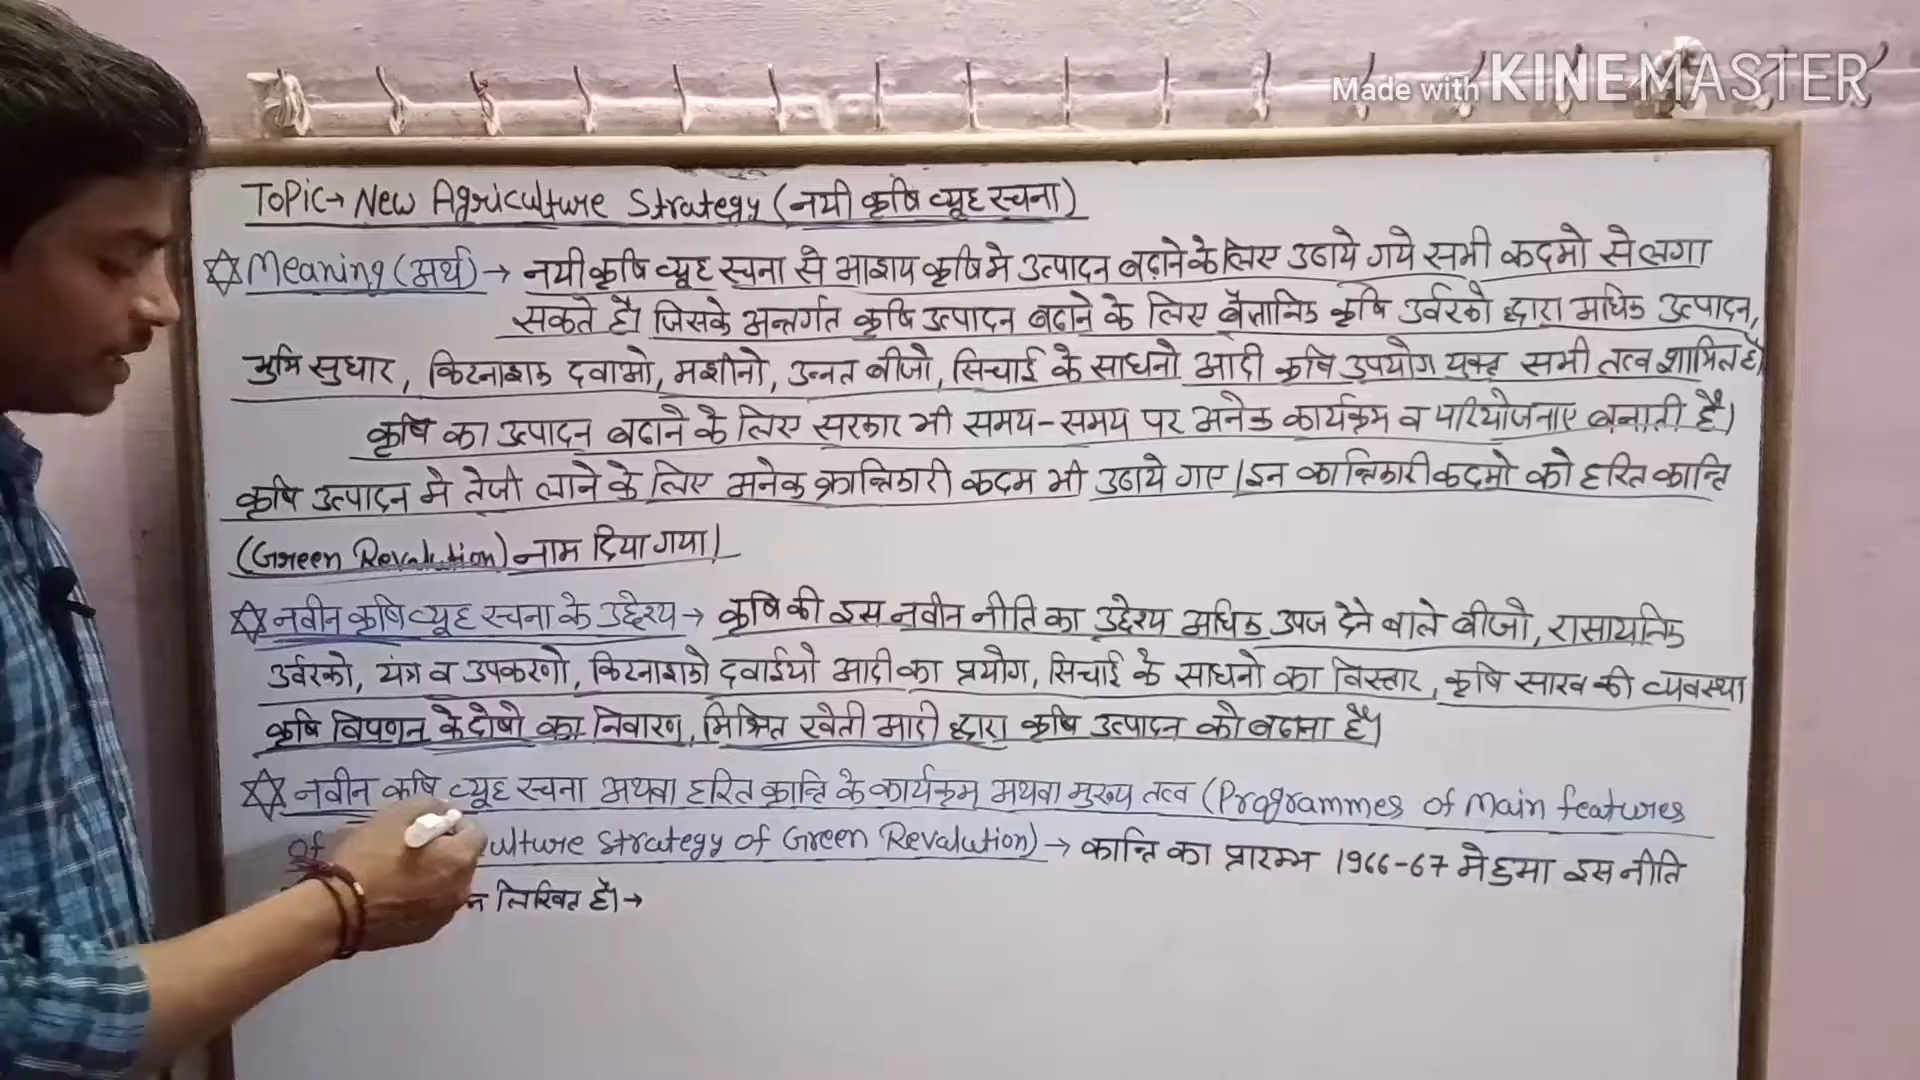 Made with KINEMASTER
Topic→ New Agriculture Strategy (नयी कृषि व्यूह रचना)
Meaning (अर्थ) → नयी कृषि व्यूह रचना से आशय कृषि मे उत्पादन बढ़ाने के लिए उठाये गये सभी कदमो से लगा
सकते है। जिसके अन्तर्गत कृषि उत्पादन बढाने के लिए वैज्ञानिक कृषि उर्वरको द्वारा अधिक उत्पादन,
भुमि सुधार, किटनाशक दवाओ, मशीनो, उन्नत बीजो, सिचाई के साधनो आदी कृषि उपयोग युक्त सभी तत्व शामिल है।
कृषि का उत्पादन बढाने के लिए सरकार भी समय-समय पर अनेक कार्यक्रम व परियोजनाए बनाती है।
कृषि उत्पादन मे तेजी लाने के लिए अनेक क्रान्तिकारी कदम भी उठाये गए। इन क्रान्तिकारी कदमो को हरित क्रान्ति
(Green Revalution) नाम दिया गया।
नवीन कृषि व्यूह रचना के उद्देश्य → कृषि की इस नवीन नीति का उद्देश्य अधिक उपज देने वाले बीजो, रासायनिक
उर्वरको, यंत्र व उपकरणो, किटनाशको दवाईयो आदी का प्रयोग, सिचाई के साधनो का विस्तार, कृषि साख की व्यवस्था
कृषि विपणन के दोषो का निवारण, मिश्रित खेती आदी द्वारा कृषि उत्पादन को बढाना है।
नवीन कृषि व्यूह रचना अथवा हरित क्रान्ति के कार्यक्रम अथवा मुख्य तत्व (Programmes of Main features
of ulture Strategy of Green Revalution) → क्रान्ति का प्रारम्भ 1966-67 मे हुआ इस नीति
लिखित है। →